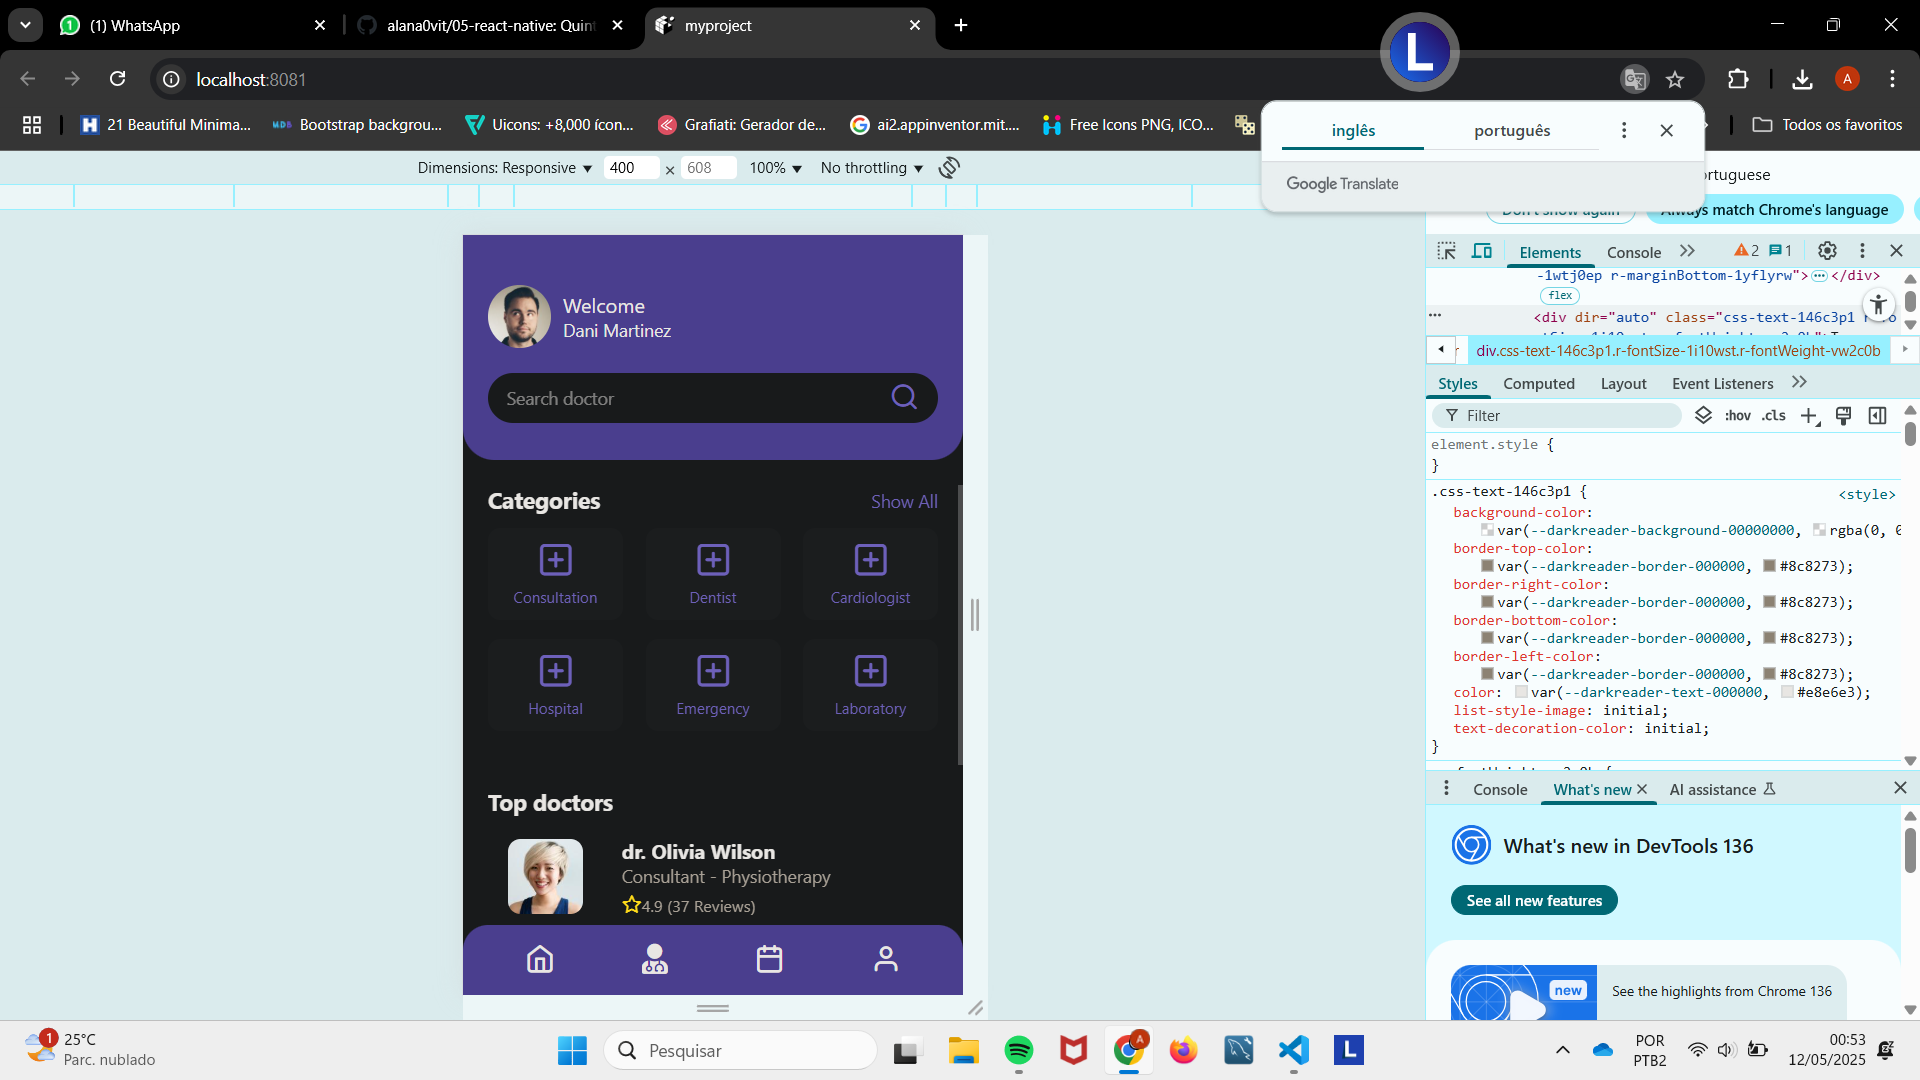 (1) WhatsApp
alana0vit/05-react-native: Quin
myproject
L
localhost:8081
A
21 Beautiful Minima...
Bootstrap backgrou...
Uicons: +8,000 ícon...
Grafiati: Gerador de...
ai2.appinventor.mit....
Free Icons PNG, ICO...
Todos os favoritos
inglês
português
Google Translate
Dimensions: Responsive
400
×
608
100%
No throttling
ortuguese
Don't show again
Always match Chrome's language
Elements
Console
2
1
-1wtj0ep r-marginBottom-1yflyrw">
</div>
flex
<div dir="auto" class="css-text-146c3p1 r-fo
div.css-text-146c3p1.r-fontSize-1i10wst.r-fontWeight-vw2c0b
Styles
Computed
Layout
Event Listeners
Filter
:hov
.cls
element.style {
}
.css-text-146c3p1 {
<style>
background-color:
var(--darkreader-background-00000000, rgba(0, 0
border-top-color:
var(--darkreader-border-000000, #8c8273);
border-right-color:
var(--darkreader-border-000000, #8c8273);
border-bottom-color:
var(--darkreader-border-000000, #8c8273);
border-left-color:
var(--darkreader-border-000000, #8c8273);
color: var(--darkreader-text-000000, #e8e6e3);
list-style-image: initial;
text-decoration-color: initial;
}
Console
What's new
AI assistance
What's new in DevTools 136
See all new features
new
See the highlights from Chrome 136
Welcome
Dani Martinez
Search doctor
Categories
Show All
Consultation
Dentist
Cardiologist
Hospital
Emergency
Laboratory
Top doctors
dr. Olivia Wilson
Consultant - Physiotherapy
4.9 (37 Reviews)
1
25°C
Parc. nublado
Pesquisar
A
L
POR
PTB2
00:53
12/05/2025